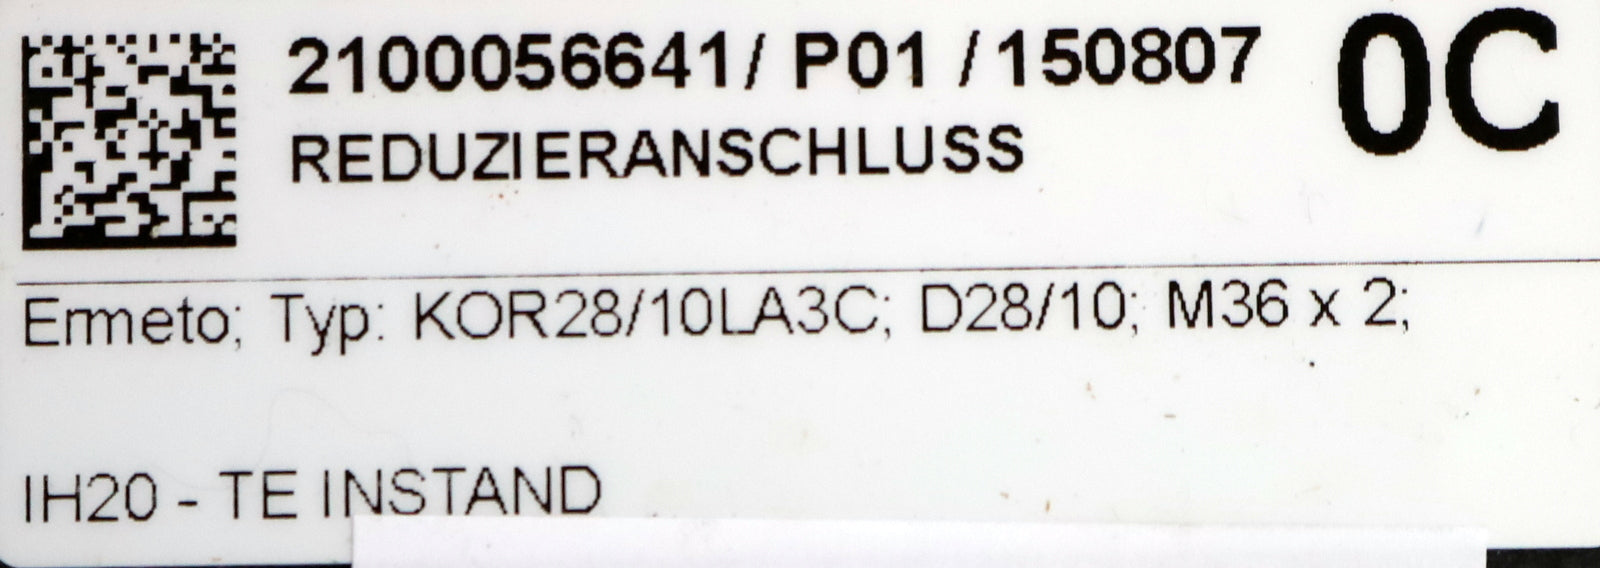 2100056641/ P01 /150807 0C
REDUZIERANSCHLUSS
Ermeto; Typ: KOR28/10LA3C; D28/10; M36 x 2;
IH20 - TE INSTAND